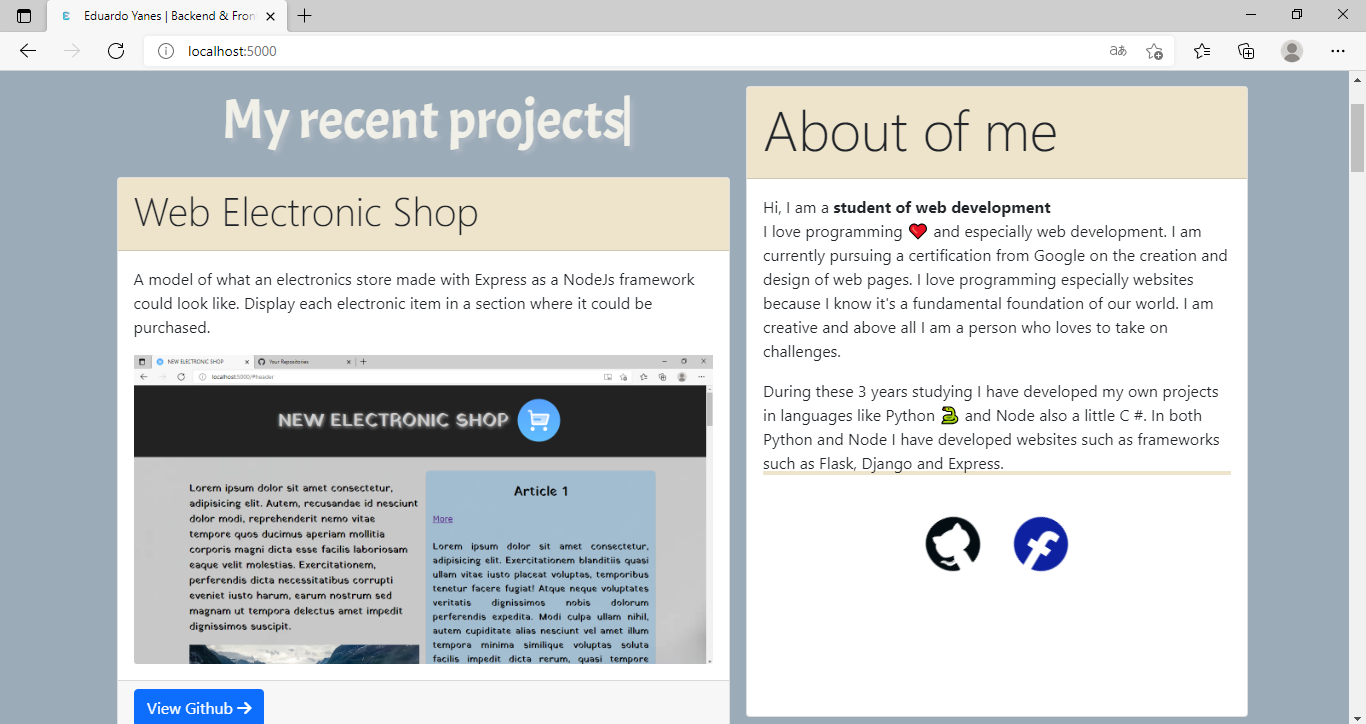 Eduardo Yanes | Backend & Fron
localhost:5000
aあ
My recent projects
Web Electronic Shop
A model of what an electronics store made with Express as a NodeJs framework
could look like. Display each electronic item in a section where it could be
purchased.
NEW ELECTRONIC SHOP
Your Repositories
localhost:5000/#header
NEW ELECTRONIC SHOP
Lorem ipsum dolor sit amet consectetur,
adipisicing elit. Autem, recusandae id nesciunt
dolor modi, reprehenderit nemo vitae
tempore quos ducimus aperiam mollitia
corporis magni dicta esse facilis laboriosam
eaque velit molestias. Exercitationem,
perferendis dicta necessitatibus corrupti
eveniet iusto harum, earum nostrum sed
magnam ut tempora delectus amet impedit
dignissimos suscipit.
Article 1
More
Lorem ipsum dolor sit amet consectetur,
adipisicing elit. Exercitationem blanditiis quasi
ullam vitae iusto placeat voluptas, temporibus
tenetur facere fugiat! Atque neque voluptates
veritatis dignissimos nobis dolorum
perferendis expedita. Modi culpa ullam nihil,
autem cupiditate alias nesciunt vel amet illum
tempora minima similique voluptas soluta
facilis impedit dicta rerum, quasi tempore
View Github
About of me
Hi, I am a student of web development
I love programming ❤ and especially web development. I am
currently pursuing a certification from Google on the creation and
design of web pages. I love programming especially websites
because I know it's a fundamental foundation of our world. I am
creative and above all I am a person who loves to take on
challenges.
During these 3 years studying I have developed my own projects
in languages like Python 🐍 and Node also a little C #. In both
Python and Node I have developed websites such as frameworks
such as Flask, Django and Express.